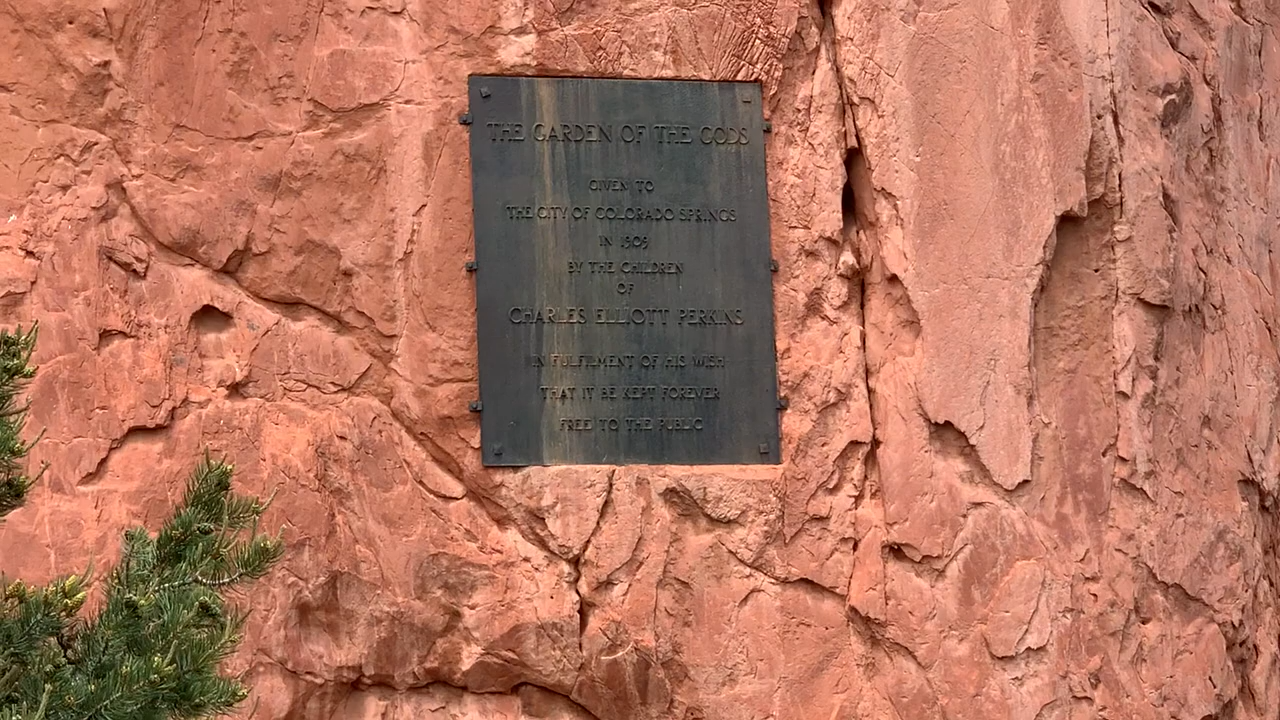 THE GARDEN OF THE GODS
GIVEN TO
THE CITY OF COLORADO SPRINGS
IN 1909
BY THE CHILDREN
OF
CHARLES ELLIOTT PERKINS
IN FULFILMENT OF HIS WISH
THAT IT BE KEPT FOREVER
FREE TO THE PUBLIC